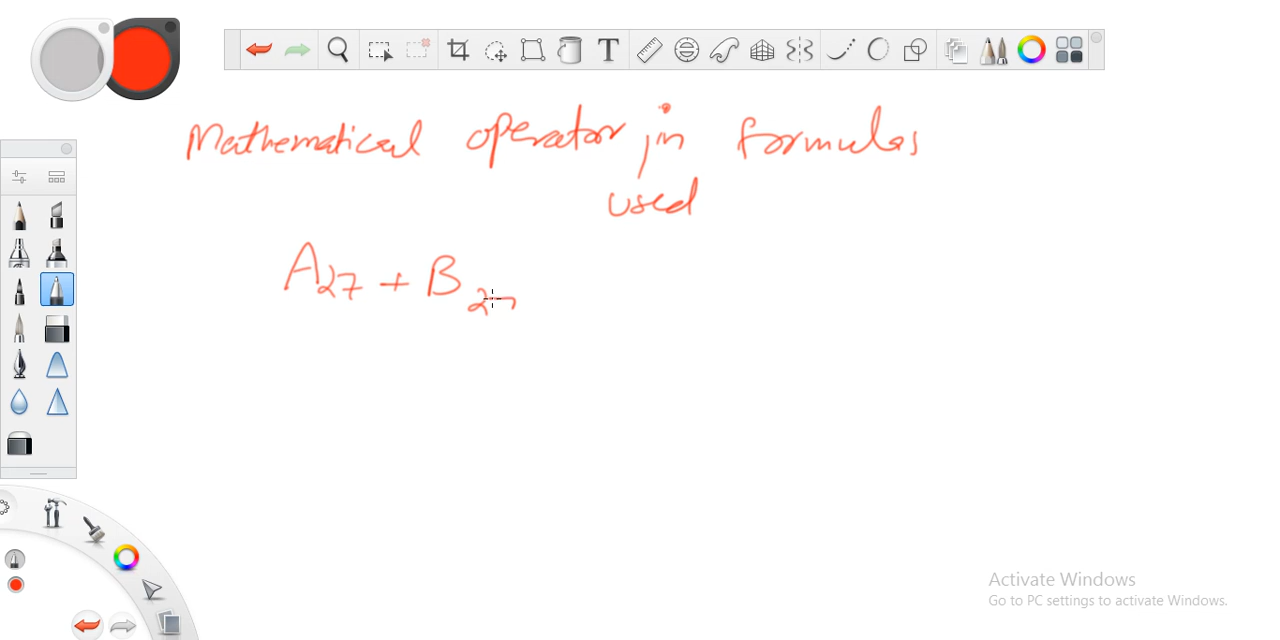 Mathematical operator in formulas
used
A27 + B27
T
Activate Windows
Go to PC settings to activate Windows.